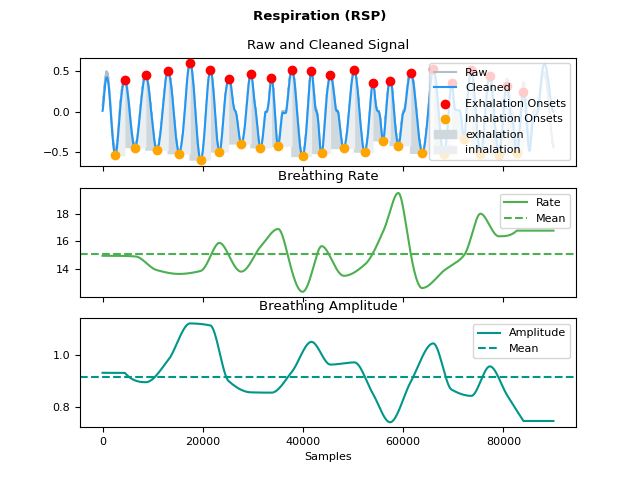 Respiration (RSP)
Raw and Cleaned Signal
0.5
0.0
−0.5
Raw
Cleaned
Exhalation Onsets
Inhalation Onsets
exhalation
inhalation
Breathing Rate
18
16
14
Rate
Mean
Breathing Amplitude
1.0
0.8
Amplitude
Mean
0 20000 40000 60000 80000
Samples